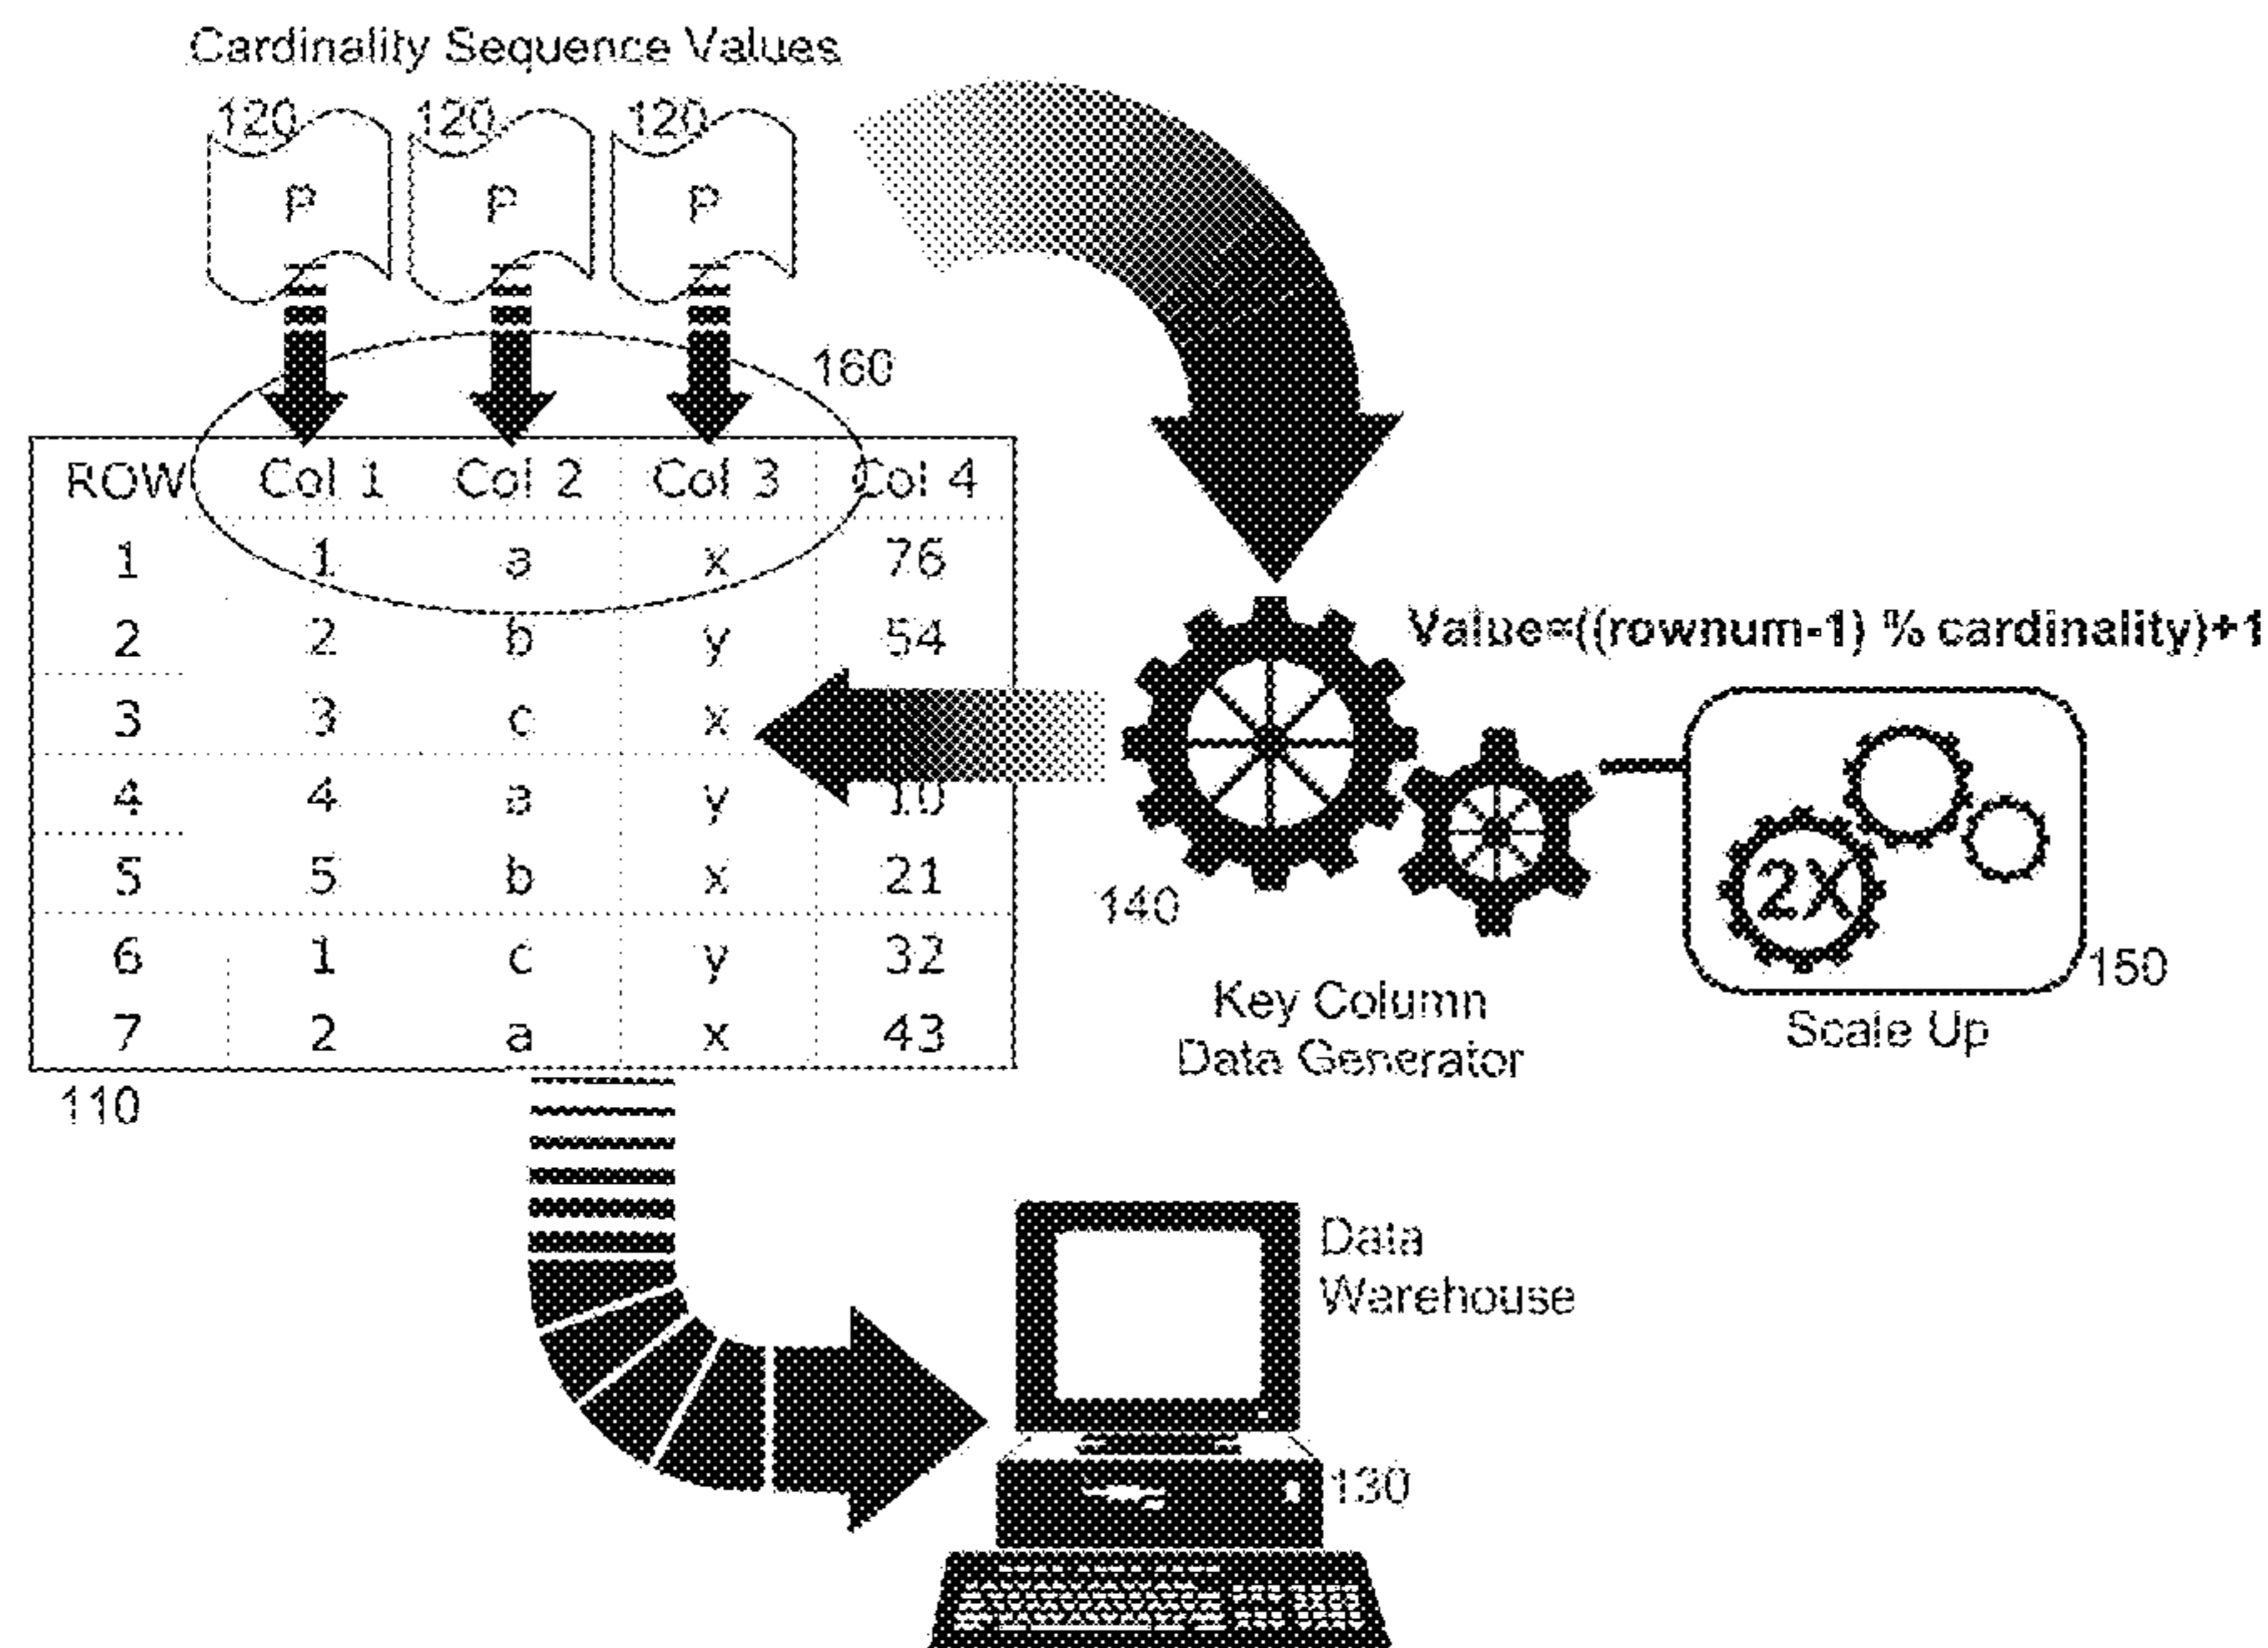 Cardinality Sequence Values
120 120 120
P P P
160
ROW Col 1 Col 2 Col 3 Col 4
1 1 a x 76
2 2 b y 54
3 3 c x
4 4 a y 10
5 5 b x 21
6 1 c y 32
7 2 a x 43
110
Value=((rownum-1) % cardinality)+1
2X
140
150
Key Column
Data Generator
Scale Up
Data
Warehouse
130